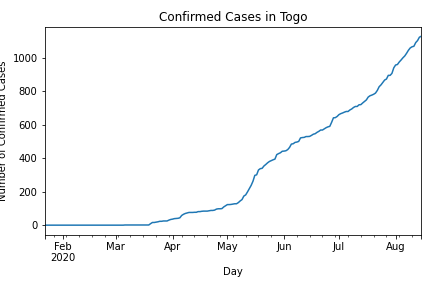 Confirmed Cases in Togo
Number of Confirmed Cases
1000
800
600
400
200
0
Feb Mar Apr May Jun Jul Aug
2020
Day